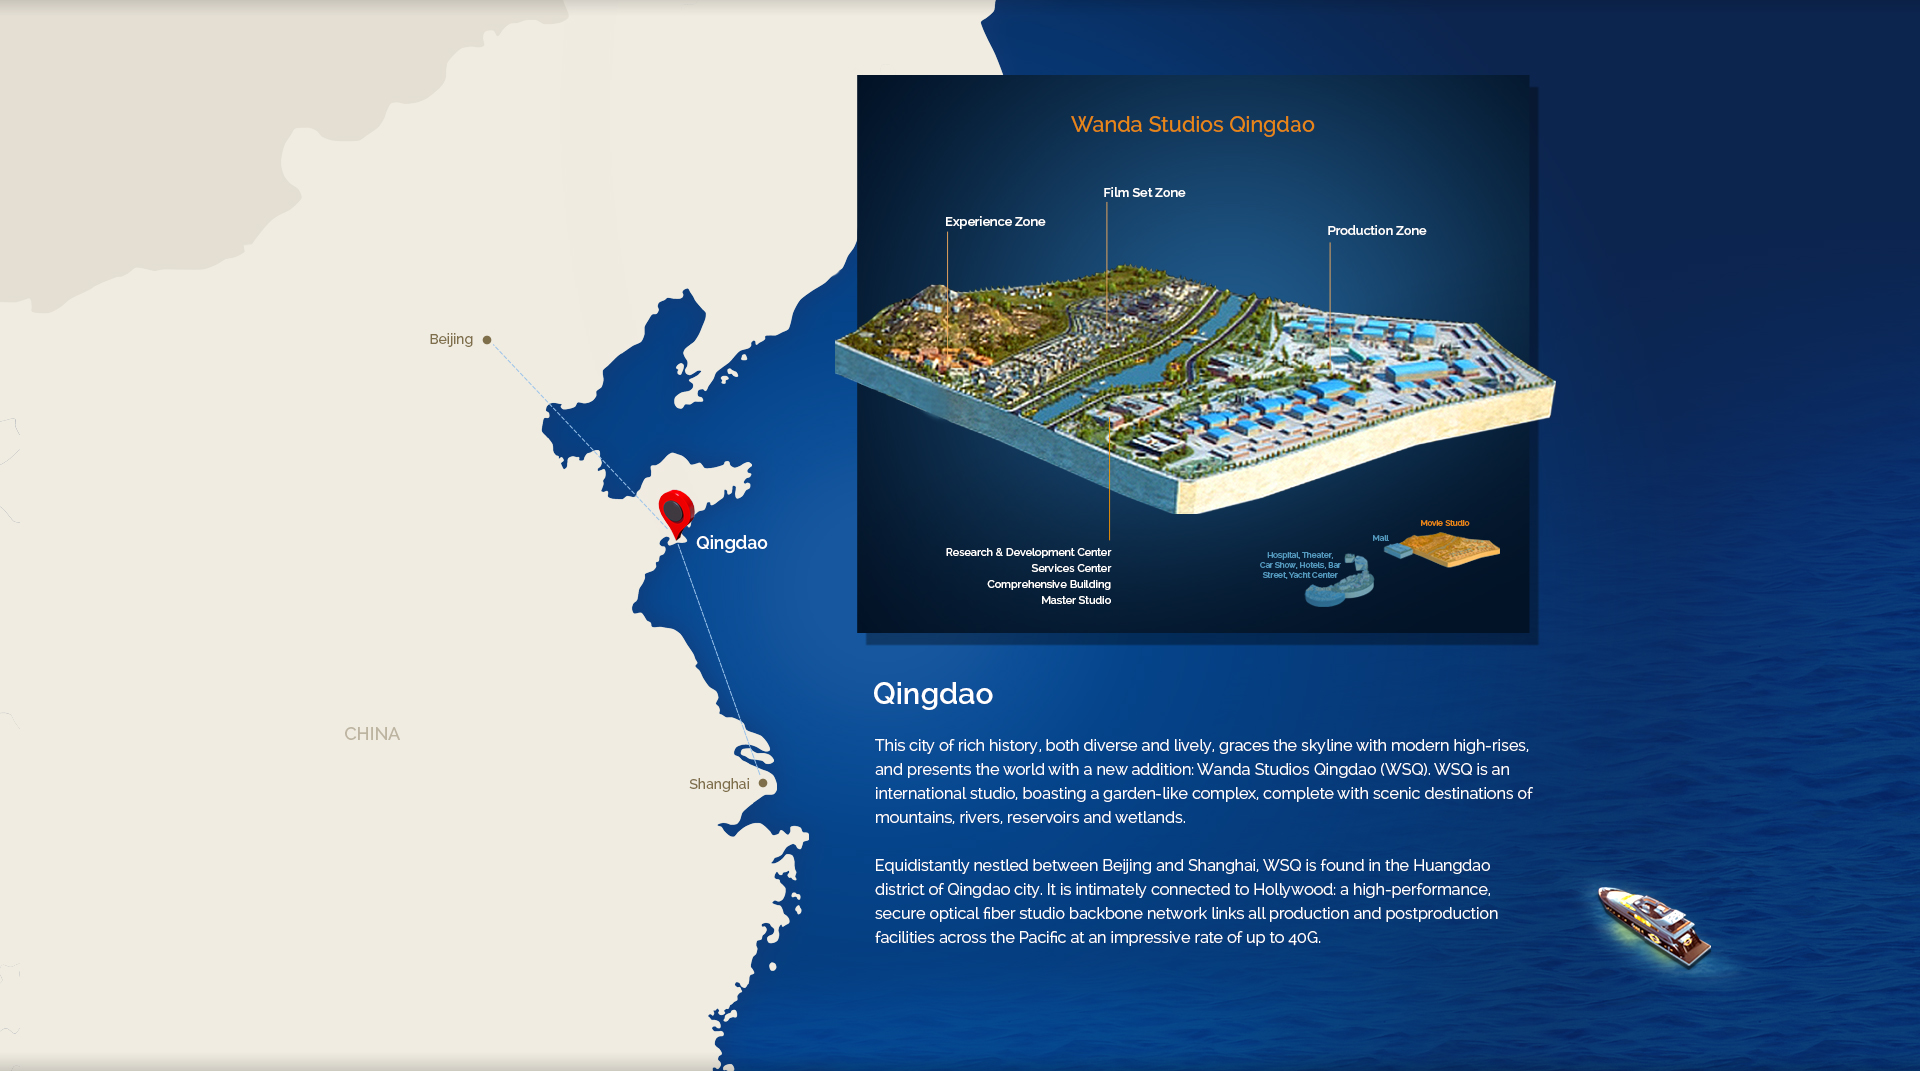 Wanda Studios Qingdao
Film Set Zone
Experience Zone
Production Zone
Beijing
Qingdao
Movie Studio
Mall
Research & Development Center
Services Center
Comprehensive Building
Master Studio
Hospital, Theater,
Car Show, Hotels, Bar
Street, Yacht Center
CHINA
Shanghai
Qingdao
This city of rich history, both diverse and lively, graces the skyline with modern high-rises,
and presents the world with a new addition: Wanda Studios Qingdao (WSQ). WSQ is an
international studio, boasting a garden-like complex, complete with scenic destinations of
mountains, rivers, reservoirs and wetlands.
Equidistantly nestled between Beijing and Shanghai, WSQ is found in the Huangdao
district of Qingdao city. It is intimately connected to Hollywood: a high-performance,
secure optical fiber studio backbone network links all production and postproduction
facilities across the Pacific at an impressive rate of up to 40G.